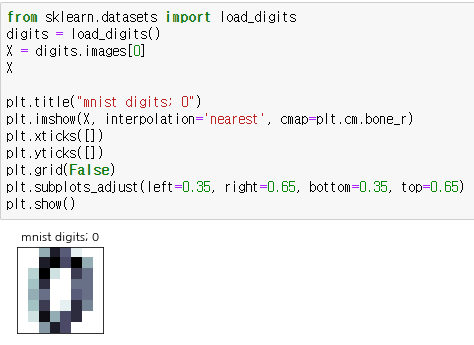 from sklearn.datasets import load_digits
digits = load_digits()
X = digits.images[0]
X
plt.title("mnist digits; 0")
plt.imshow(X, interpolation='nearest', cmap=plt.cm.bone_r)
plt.xticks([])
plt.yticks([])
plt.grid(False)
plt.subplots_adjust(left=0.35, right=0.65, bottom=0.35, top=0.65)
plt.show()
mnist digits; 0